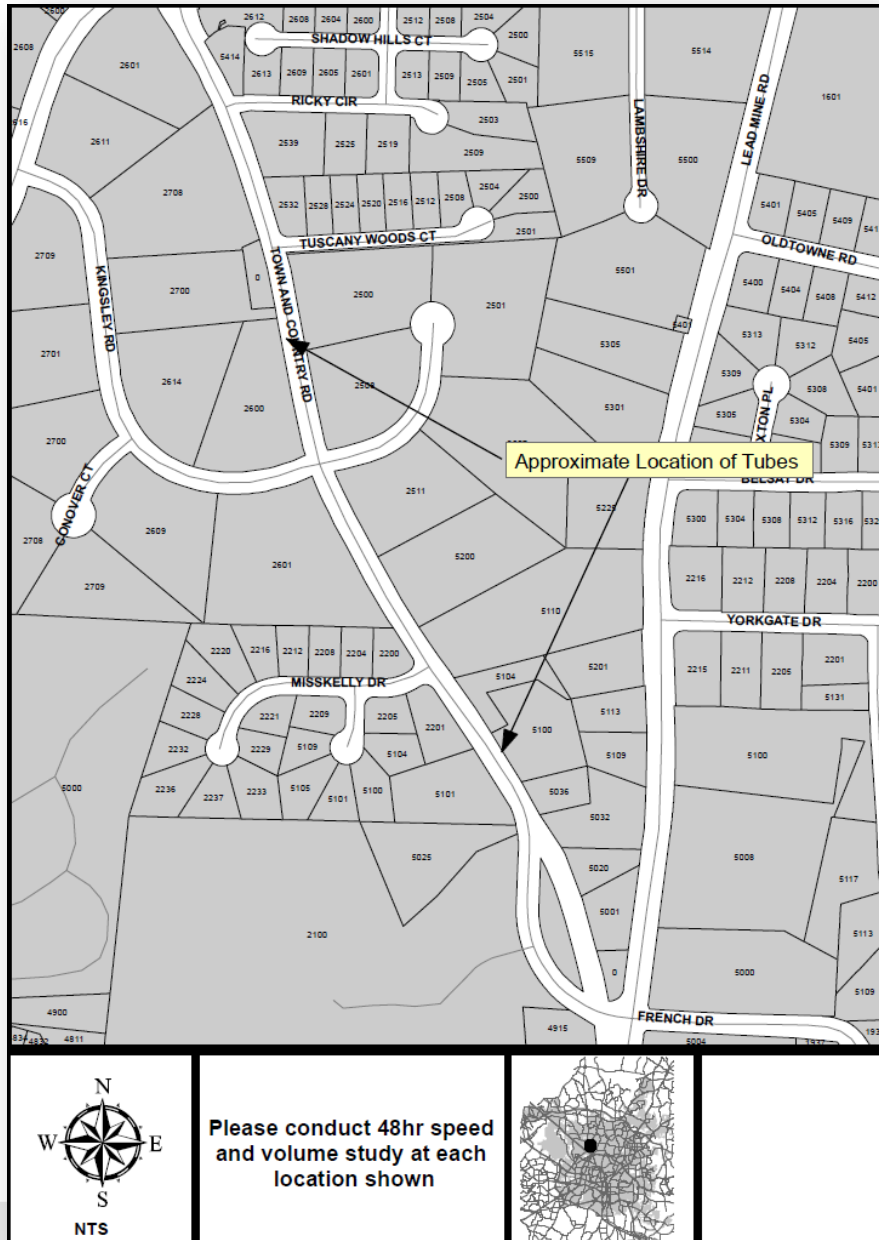 2612 2608 2604 2600 2512 2508 2504
2600
SHADOW HILLS CT
2608 2601 5414 2500 5515 5514
2613 2609 2605 2601 2513 2509 2505 2501
1601
RICKY CIR
LAMBSHIRE DR
LEAD MINE RD
2503
2611 2539 2525 2519 2509 5509 5500
2708
2532 2528 2524 2520 2516 2512 2508 2504 2500
5401 5405 5409
2501
TUSCANY WOODS CT
OLDTOWNE RD
2709
KINGSLEY RD
TOWN AND COUNTRY RD
0
2700 2500 2501 5501
5400 5404 5408 5412
5401
5313 5312 5405
2701 2614 5305
5309 5308 5401
2600 2508 5301
5305 5304
XTON PL
2700
5309
CONOVER CT
Approximate Location of Tubes
BELSAY DR
2511
2708 2609
5300 5304 5308 5312 5316
5200
2709 2601
2216 2212 2208 2204 2200
5110
YORKGATE DR
2220 2216 2212 2208 2204 2200
5104 5201
2215 2211 2205 2201
2224
MISSKELLY DR
5131
2228 2221 2209 2205 2201
5113
5100
2232 2229 5109 5104
5109 5100
2236 2237 2233 5105 5101 5100 5101
5036
5000
5032
5025
5008
5020
5117
5001
2100
5113
0
5000
5109
4900
4915
FRENCH DR
4832 4811
5004 1937
N
W E
S
NTS
Please conduct 48hr speed
and volume study at each
location shown